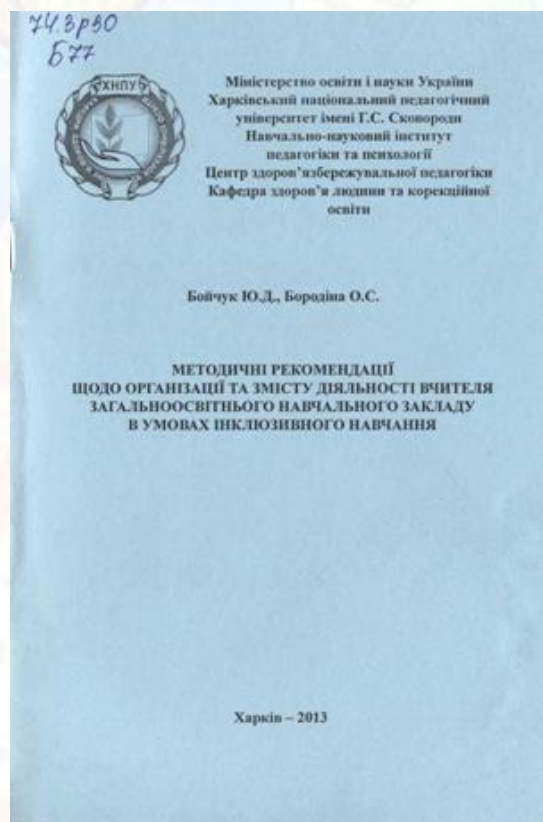 74.3р30
Б77
ХНПУ
Міністерство освіти і науки України
Харківський національний педагогічний
університет імені Г.С. Сковороди
Навчально-науковий інститут
педагогіки та психології
Центр здоров'язбережувальної педагогіки
Кафедра здоров'я людини та корекційної
освіти
Бойчук Ю.Д., Бородіна О.С.
МЕТОДИЧНІ РЕКОМЕНДАЦІЇ
ЩОДО ОРГАНІЗАЦІЇ ТА ЗМІСТУ ДІЯЛЬНОСТІ ВЧИТЕЛЯ
ЗАГАЛЬНООСВІТНЬОГО НАВЧАЛЬНОГО ЗАКЛАДУ
В УМОВАХ ІНКЛЮЗИВНОГО НАВЧАННЯ
Харків – 2013